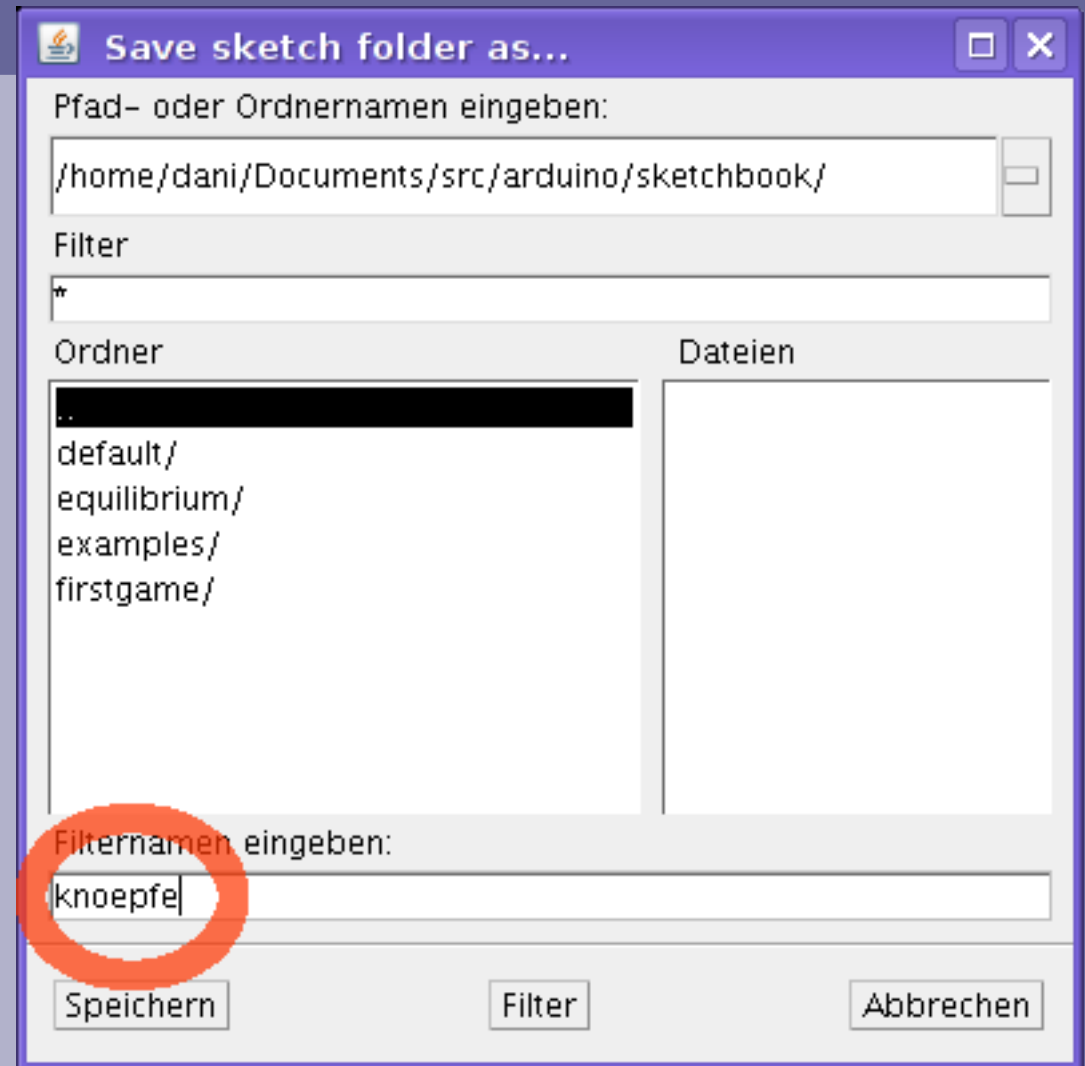 Save sketch folder as...
Pfad- oder Ordnernamen eingeben:
/home/dani/Documents/src/arduino/sketchbook/
Filter
*
Ordner
Dateien
..
default/
equilibrium/
examples/
firstgame/
Filternamen eingeben:
knoepfe
Speichern
Filter
Abbrechen